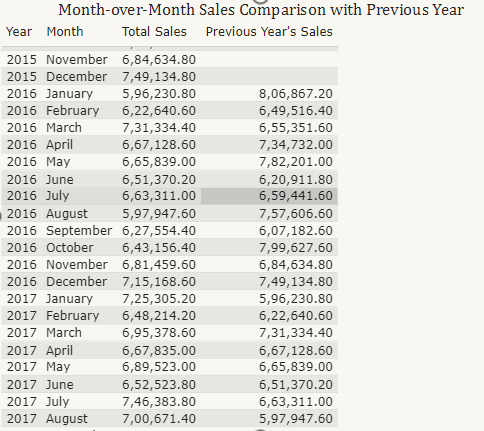 Month-over-Month Sales Comparison with Previous Year
Year Month Total Sales Previous Year's Sales
2015 November 6,84,634.80
2015 December 7,49,134.80
2016 January 5,96,230.80 8,06,867.20
2016 February 6,22,640.60 6,49,516.40
2016 March 7,31,334.40 6,55,351.60
2016 April 6,67,128.60 7,34,732.00
2016 May 6,65,839.00 7,82,201.00
2016 June 6,51,370.20 6,20,911.80
2016 July 6,63,311.00 6,59,441.60
2016 August 5,97,947.60 7,57,606.60
2016 September 6,27,554.40 6,07,182.60
2016 October 6,43,156.40 7,99,627.60
2016 November 6,81,459.60 6,84,634.80
2016 December 7,15,168.60 7,49,134.80
2017 January 7,25,305.20 5,96,230.80
2017 February 6,48,214.20 6,22,640.60
2017 March 6,95,378.60 7,31,334.40
2017 April 6,67,835.00 6,67,128.60
2017 May 6,89,523.00 6,65,839.00
2017 June 6,52,523.80 6,51,370.20
2017 July 7,46,383.80 6,63,311.00
2017 August 7,00,671.40 5,97,947.60